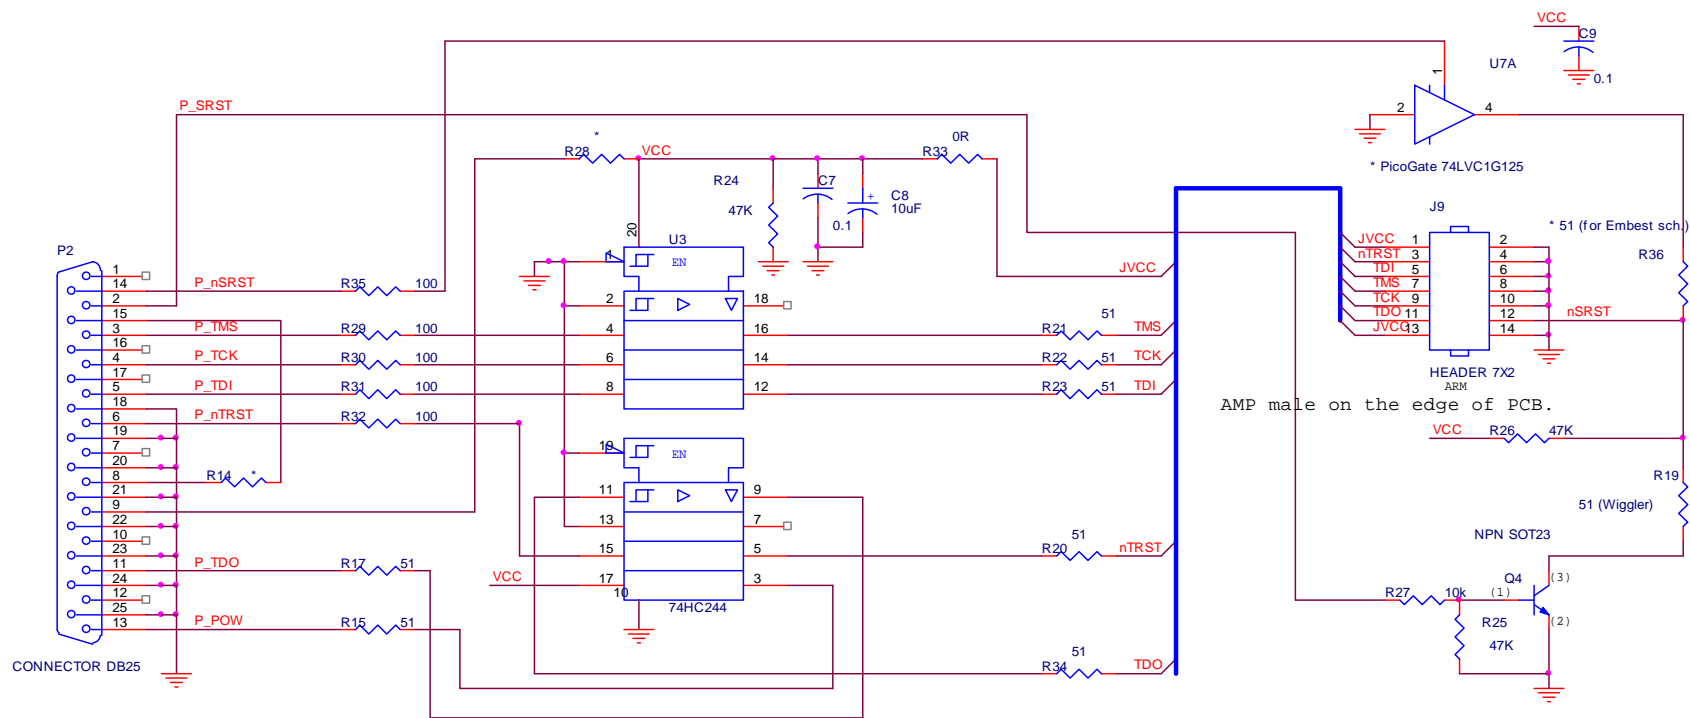 VCC
C9
0.1
U7A
1
2
4
* PicoGate 74LVC1G125
P_SRST
*
R28
VCC
0R
R33
R24
47K
C7
0.1
+
C8
10uF
20
U3
1
EN
J9
* 51 (for Embest sch.)
R36
P2
1
14
2
15
3
16
4
17
5
18
6
19
7
20
8
21
9
22
10
23
11
24
12
25
13
CONNECTOR DB25
P_nSRST
R35
100
P_TMS
R29
100
P_TCK
R30
100
P_TDI
R31
100
P_nTRST
R32
100
R14
*
P_TDO
R17
51
P_POW
R15
51
2
18
4
16
6
14
8
12
19
EN
11
9
13
7
15
5
VCC
17
3
10
74HC244
JVCC
51
R21
TMS
R22
51
TCK
R23
51
TDI
51
R20
nTRST
51
R34
TDO
JVCC
1
2
nTRST
3
4
TDI
5
6
TMS
7
8
TCK
9
10
TDO
11
12
JVCC
13
14
nSRST
HEADER 7X2
ARM
AMP male on the edge of PCB.
VCC
R26
47K
R19
51 (Wiggler)
NPN SOT23
Q4
(3)
(1)
(2)
R27
10k
R25
47K